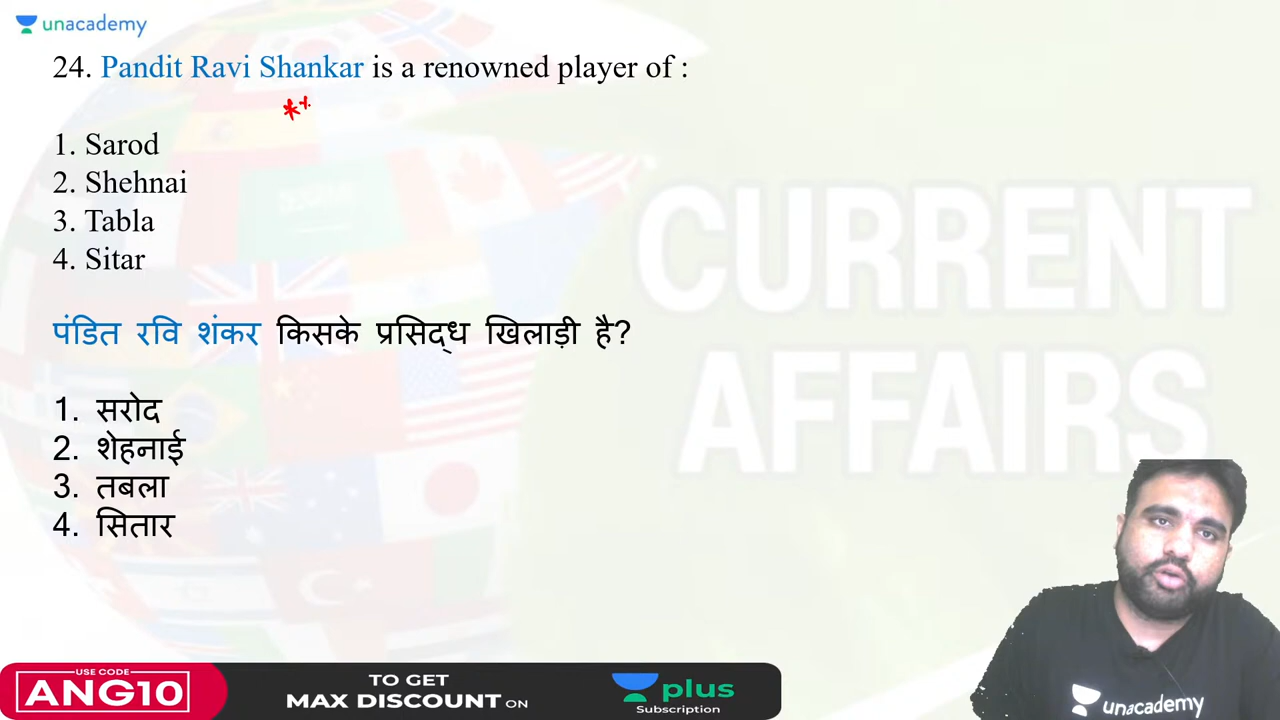 unacademy
24. Pandit Ravi Shankar is a renowned player of :
1. Sarod
2. Shehnai
3. Tabla
4. Sitar
पंडित रवि शंकर किसके प्रसिद्ध खिलाड़ी है?
1. सरोद
2. शेहनाई
3. तबला
4. सितार
CURRENT
AFFAIRS
unacademy
USE CODE
ANG10
TO GET
MAX DISCOUNT ON
plus
Subscription